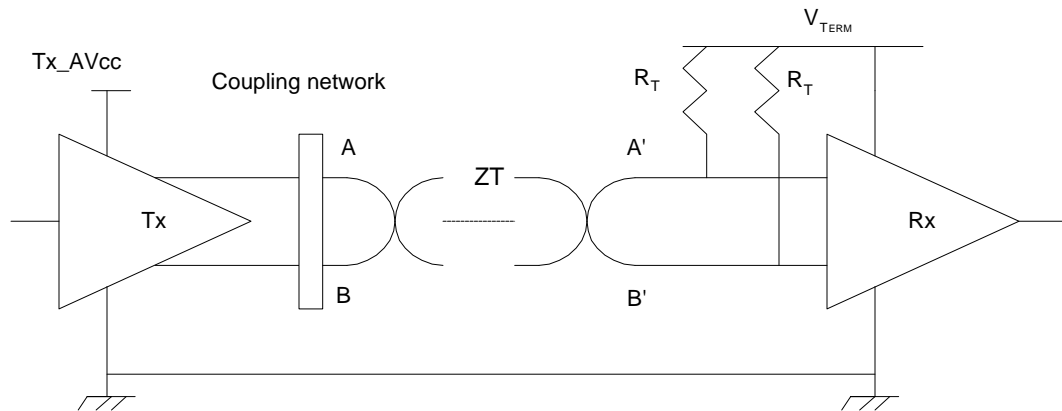 V_TERM
Tx_AVcc
Coupling network
R_T
R_T
A
A'
ZT
Tx
Rx
B
B'